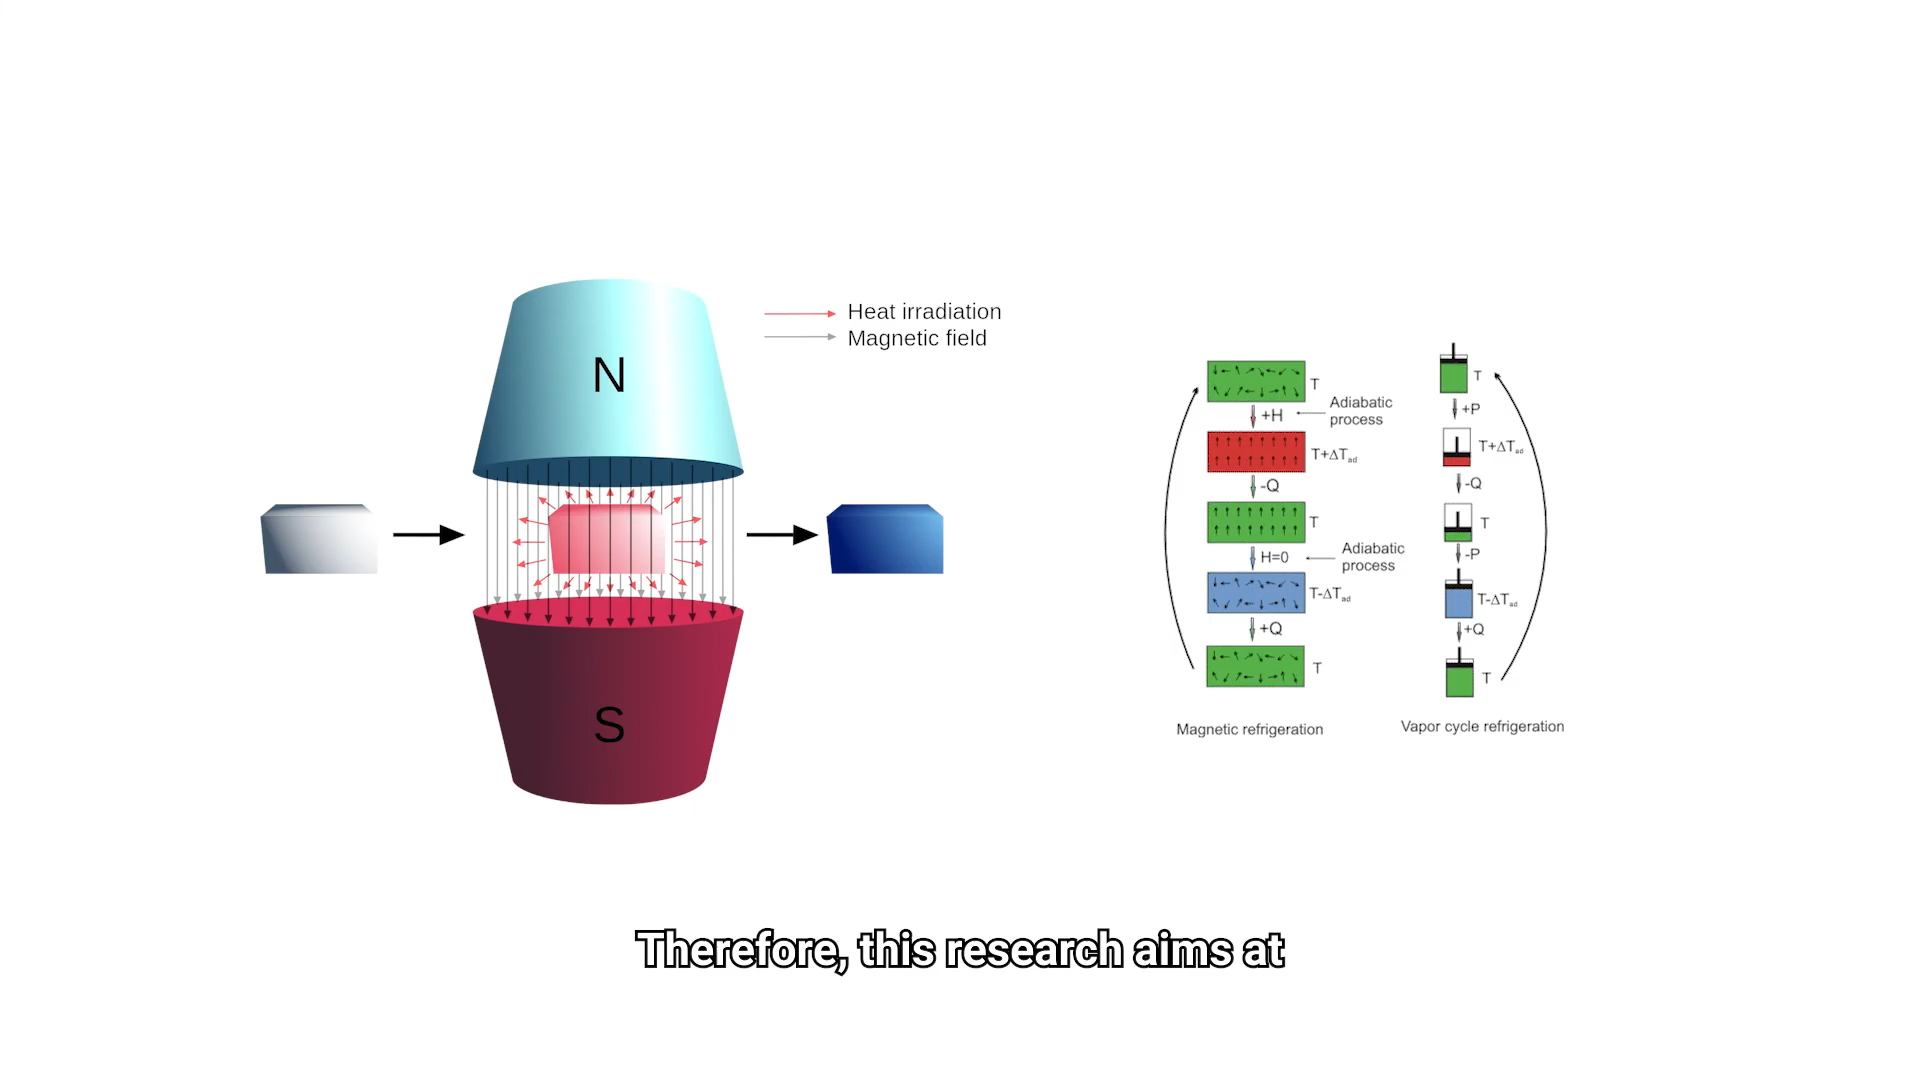 N
S
Heat irradiation
Magnetic field
T
+H
Adiabatic
process
T+ΔTad
-Q
T
H=0
Adiabatic
process
T-ΔTad
+Q
T
Magnetic refrigeration
T
+P
T+ΔTad
-Q
T
-P
T-ΔTad
+Q
T
Vapor cycle refrigeration
Therefore, this research aims at